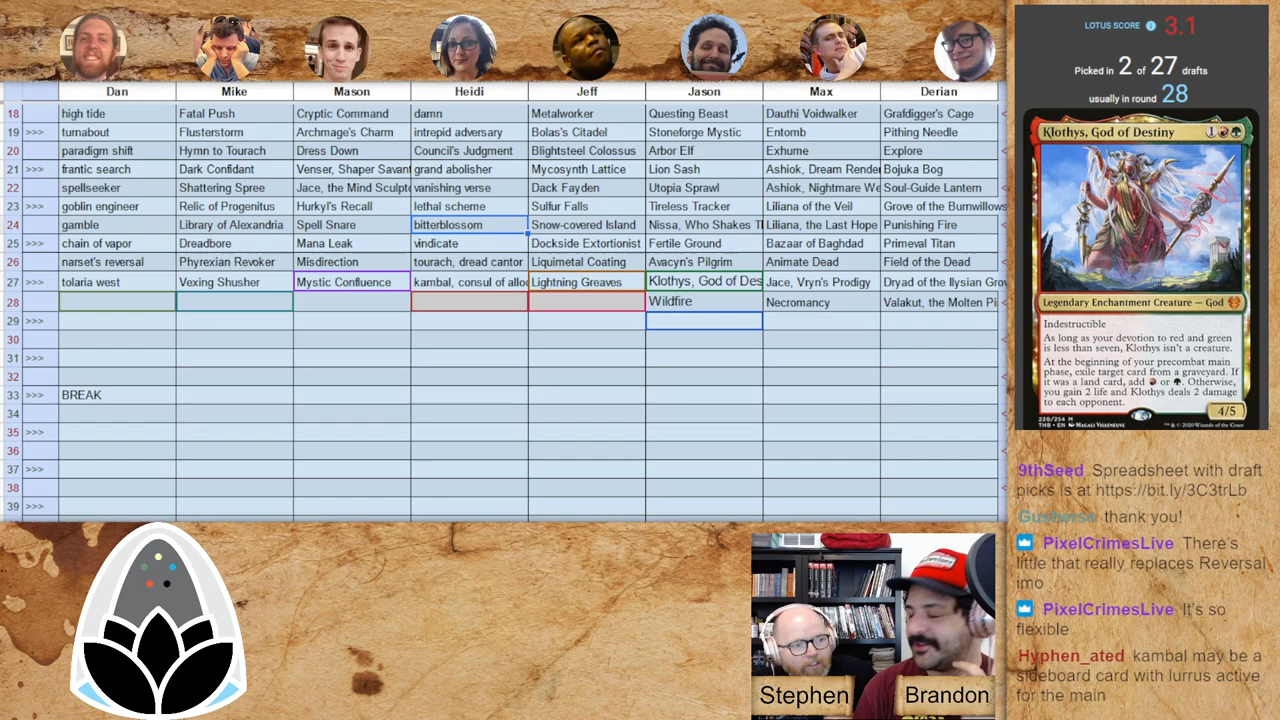 LOTUS SCORE 3.1
Picked in 2 of 27 drafts
usually in round 28
Dan Mike Mason Heidi Jeff Jason Max Derian
18 high tide Fatal Push Cryptic Command damn Metalworker Questing Beast Dauthi Voidwalker Grafdigger's Cage
19 >>> turnabout Flusterstorm Archmage's Charm intrepid adversary Bolas's Citadel Stoneforge Mystic Entomb Pithing Needle
20 paradigm shift Hymn to Tourach Dress Down Council's Judgment Blightsteel Colossus Arbor Elf Exhume Explore
21 >>> frantic search Dark Confidant Venser, Shaper Savant grand abolisher Mycosynth Lattice Lion Sash Ashiok, Dream Render Bojuka Bog
22 spellseeker Shattering Spree Jace, the Mind Sculpto vanishing verse Dack Fayden Utopia Sprawl Ashiok, Nightmare We Soul-Guide Lantern
23 >>> goblin engineer Relic of Progenitus Hurkyl's Recall lethal scheme Sulfur Falls Tireless Tracker Liliana of the Veil Grove of the Burnwillows
24 gamble Library of Alexandria Spell Snare bitterblossom Snow-covered Island Nissa, Who Shakes T Liliana, the Last Hope Punishing Fire
25 >>> chain of vapor Dreadbore Mana Leak vindicate Dockside Extortionist Fertile Ground Bazaar of Baghdad Primeval Titan
26 narset's reversal Phyrexian Revoker Misdirection tourach, dread cantor Liquimetal Coating Avacyn's Pilgrim Animate Dead Field of the Dead
27 >>> tolaria west Vexing Shusher Mystic Confluence kambal, consul of alloc Lightning Greaves Klothys, God of Des Jace, Vryn's Prodigy Dryad of the Ilysian Grov
28 Wildfire Necromancy Valakut, the Molten Pi
29 >>>
30
31 >>>
32
33 >>> BREAK
34
35 >>>
36
37 >>>
38
39 >>>
Klothys, God of Destiny 1
Legendary Enchantment Creature — God
Indestructible
As long as your devotion to red and green
is less than seven, Klothys isn't a creature.
At the beginning of your precombat main
phase, exile target card from a graveyard. If
it was a land card, add or . Otherwise,
you gain 2 life and Klothys deals 2 damage
to each opponent.
4/5
220/254 M
THB • EN MAGALI VILLENEUVE ™ & © 2020 Wizards of the Coast
9thSeed Spreadsheet with draft
picks is at https://bit.ly/3C3trLb
thank you!
PixelCrimesLive There's
little that really replaces Reversal
imo
PixelCrimesLive It's so
flexible
Hyphen_ated kambal may be a
sideboard card with lurrus active
for the main
Stephen Brandon